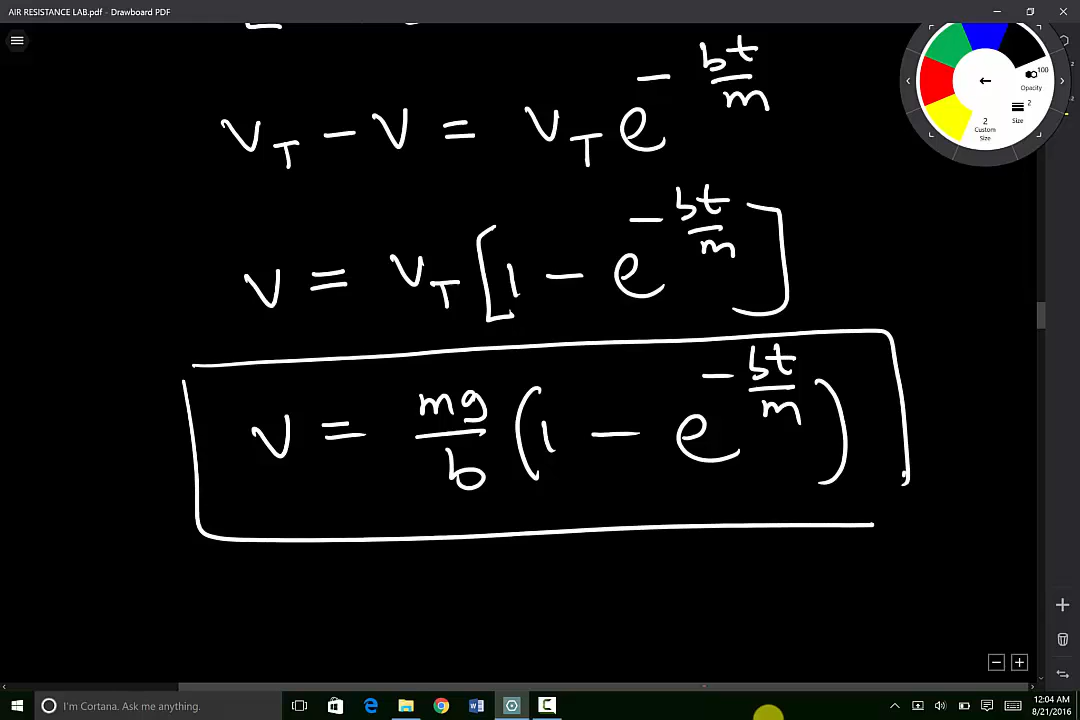 AIR RESISTANCE LAB.pdf - Drawboard PDF
v_T - v = v_T e^{-bt/m}
100
Opacity
2
Size
2
Custom
Size
v = v_T [1 - e^{-bt/m}]
v = mg/b (1 - e^{-bt/m})
I'm Cortana. Ask me anything.
12:04 AM
8/21/2016